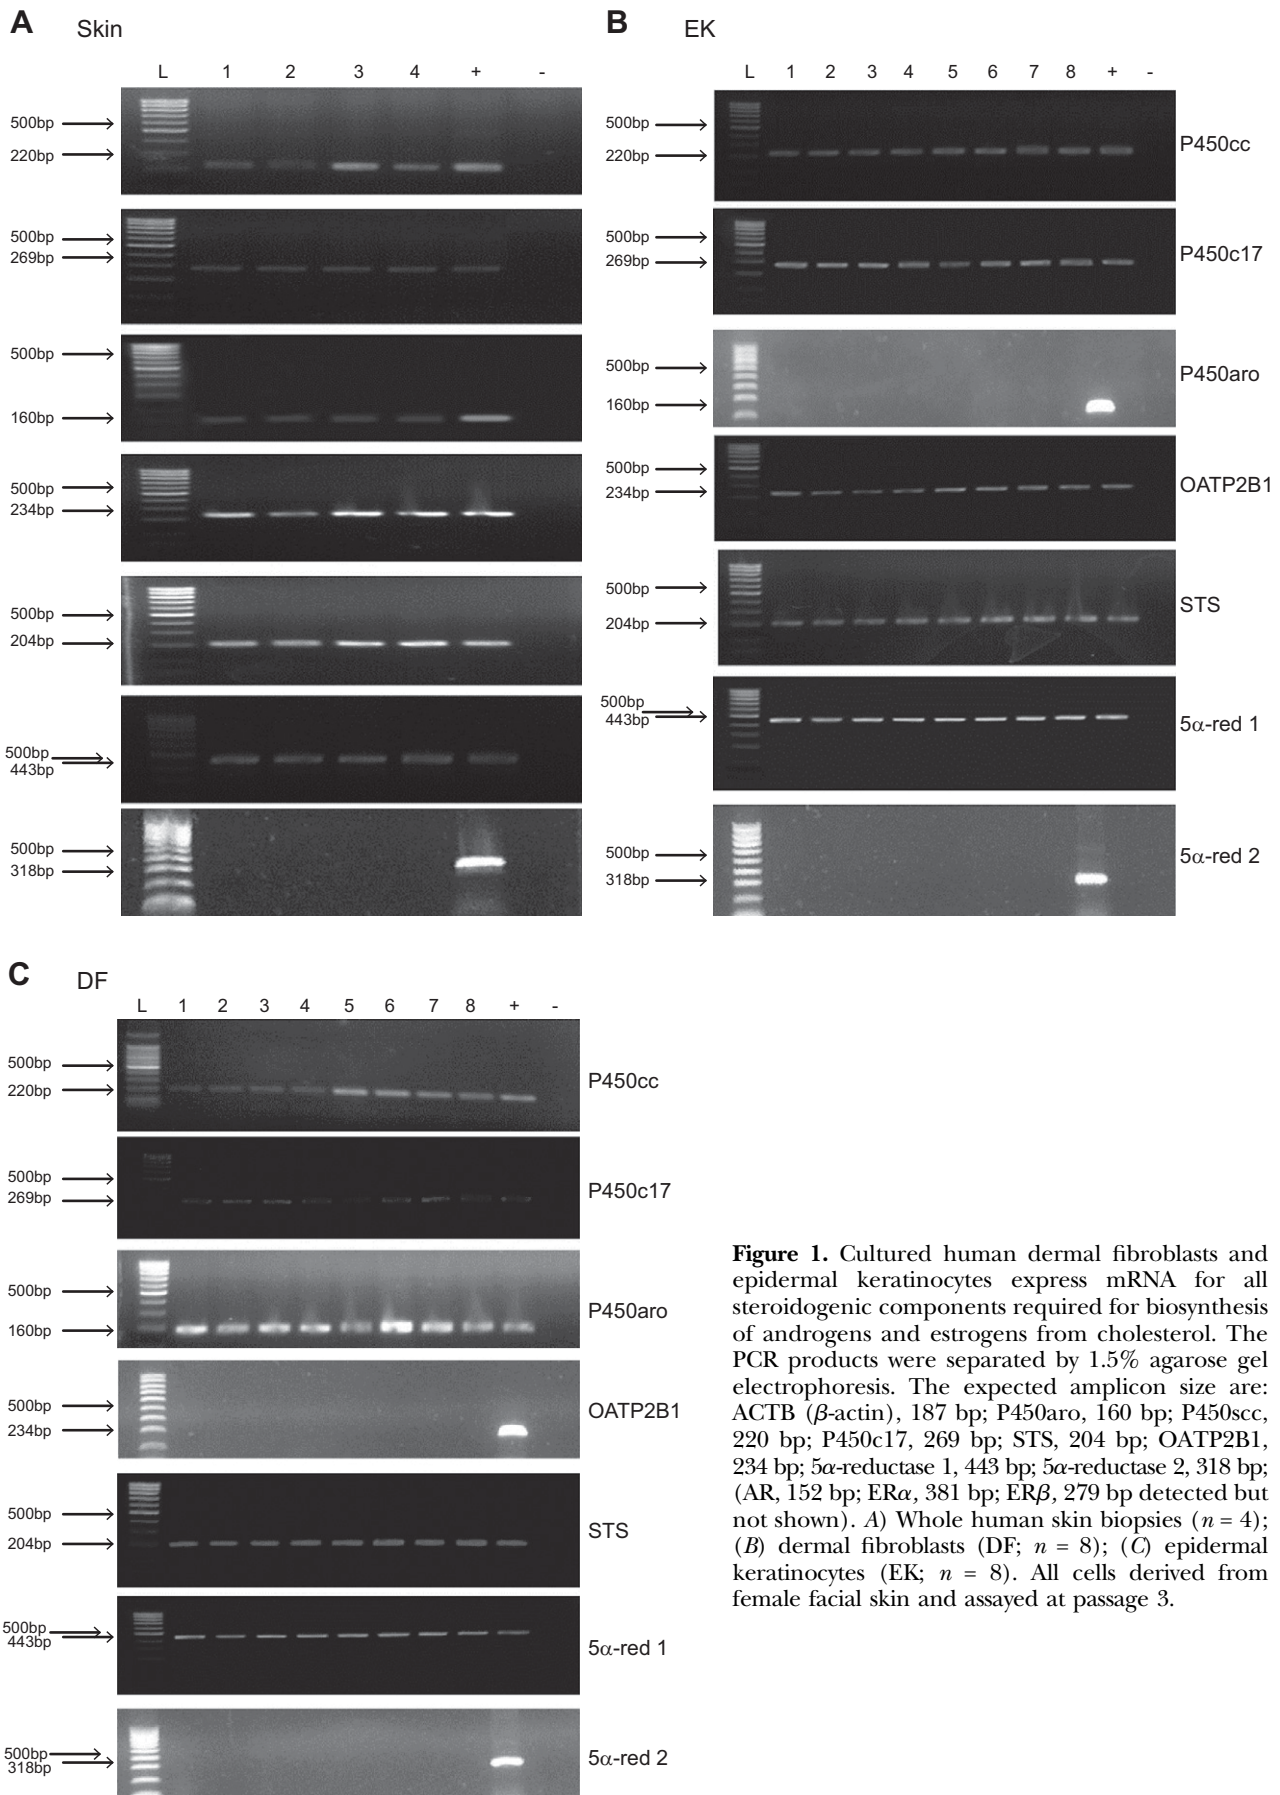 A Skin
L 1 2 3 4 + -
500bp
220bp
500bp
269bp
500bp
160bp
500bp
234bp
500bp
204bp
500bp
443bp
500bp
318bp
B EK
L 1 2 3 4 5 6 7 8 + -
500bp
220bp
P450cc
500bp
269bp
P450c17
500bp
160bp
P450aro
500bp
234bp
OATP2B1
500bp
204bp
STS
500bp
443bp
5α-red 1
500bp
318bp
5α-red 2
C DF
L 1 2 3 4 5 6 7 8 + -
500bp
220bp
P450cc
500bp
269bp
P450c17
500bp
160bp
P450aro
500bp
234bp
OATP2B1
500bp
204bp
STS
500bp
443bp
5α-red 1
500bp
318bp
5α-red 2
Figure 1. Cultured human dermal fibroblasts and
epidermal keratinocytes express mRNA for all
steroidogenic components required for biosynthesis
of androgens and estrogens from cholesterol. The
PCR products were separated by 1.5% agarose gel
electrophoresis. The expected amplicon size are:
ACTB (β-actin), 187 bp; P450aro, 160 bp; P450scc,
220 bp; P450c17, 269 bp; STS, 204 bp; OATP2B1,
234 bp; 5α-reductase 1, 443 bp; 5α-reductase 2, 318 bp;
(AR, 152 bp; ERα, 381 bp; ERβ, 279 bp detected but
not shown). A) Whole human skin biopsies (n = 4);
(B) dermal fibroblasts (DF; n = 8); (C) epidermal
keratinocytes (EK; n = 8). All cells derived from
female facial skin and assayed at passage 3.